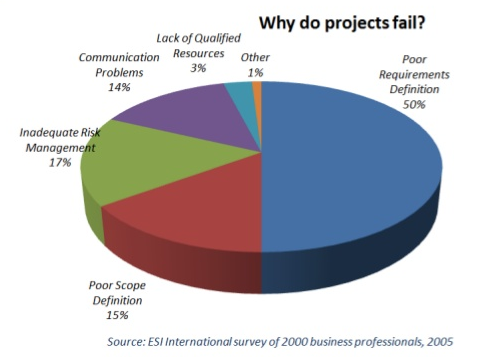 Why do projects fail?
Lack of Qualified
Resources
3%
Other
1%
Communication
Problems
14%
Poor
Requirements
Definition
50%
Inadequate Risk
Management
17%
Poor Scope
Definition
15%
Source: ESI International survey of 2000 business professionals, 2005